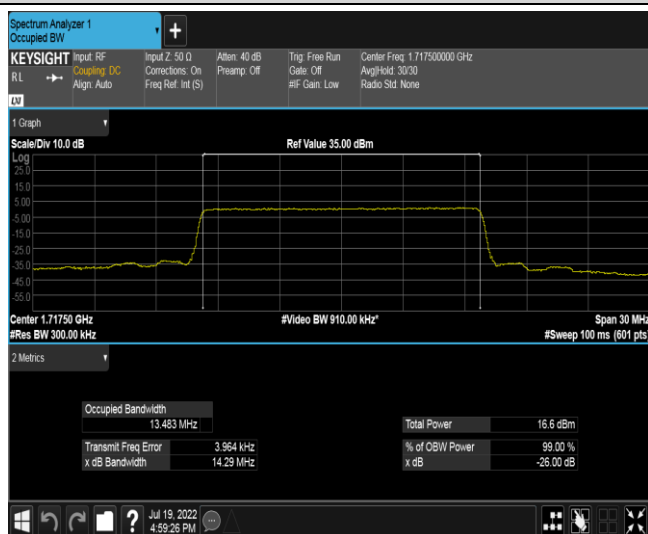 Spectrum Analyzer 1
Occupied BW
KEYSIGHT
RL
LXI
Input: RF
Coupling: DC
Align: Auto
Input Z: 50 Ω
Corrections: On
Freq Ref: Int (S)
Atten: 40 dB
Preamp: Off
Trig: Free Run
Gate: Off
#IF Gain: Low
Center Freq: 1.717500000 GHz
Avg|Hold: 30/30
Radio Std: None
1 Graph
Scale/Div 10.0 dB
Ref Value 35.00 dBm
Log
25.0
15.0
5.00
-5.00
-15.0
-25.0
-35.0
-45.0
-55.0
Center 1.71750 GHz
#Video BW 910.00 kHz*
Span 30 MHz
#Res BW 300.00 kHz
#Sweep 100 ms (601 pts)
2 Metrics
Occupied Bandwidth
13.483 MHz
Total Power 16.6 dBm
Transmit Freq Error 3.964 kHz
% of OBW Power 99.00 %
x dB Bandwidth 14.29 MHz
x dB -26.00 dB
?
Jul 19, 2022
4:59:26 PM